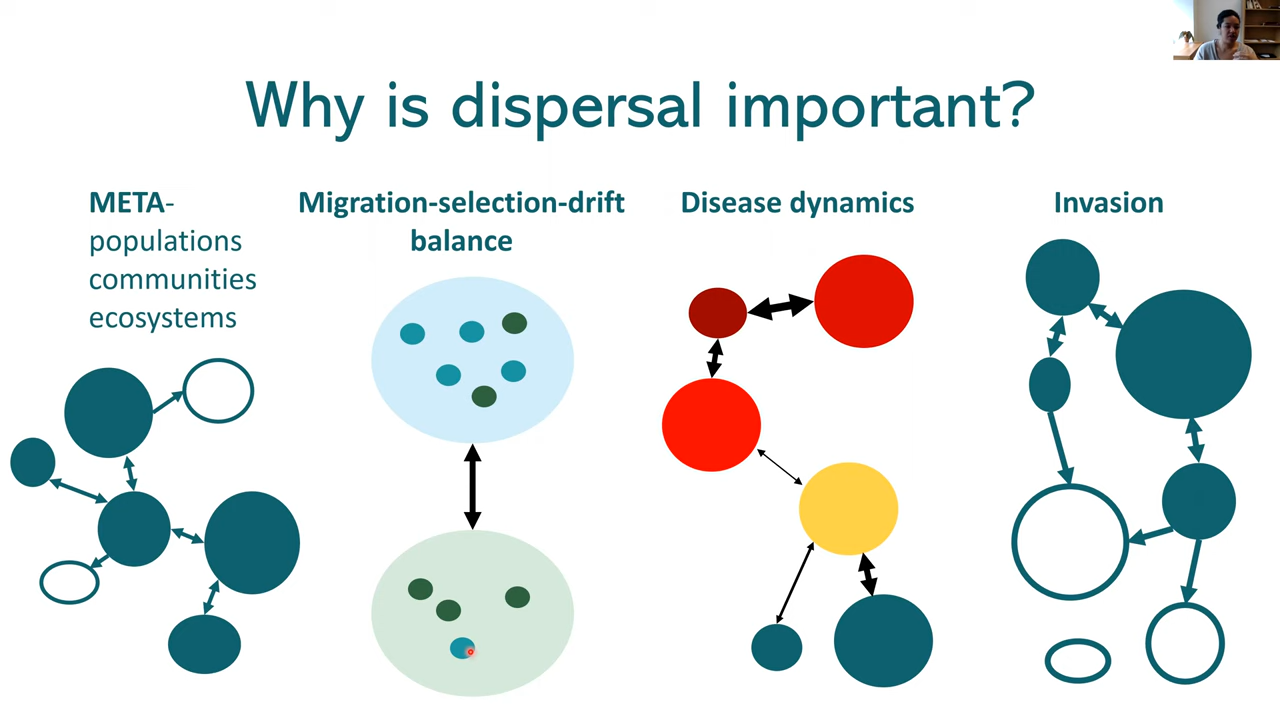 Why is dispersal important?
META-
populations
communities
ecosystems
Migration-selection-drift
balance
Disease dynamics
Invasion